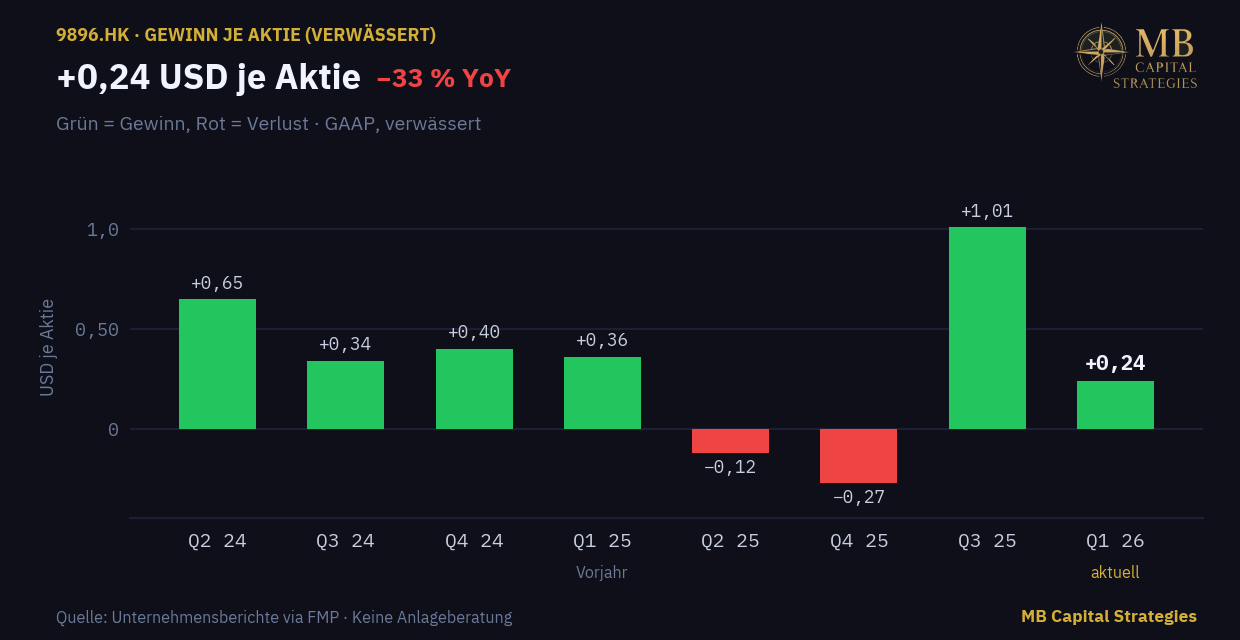 9896.HK · GEWINN JE AKTIE (VERWÄSSERT)
+0,24 USD je Aktie −33 % YoY
Grün = Gewinn, Rot = Verlust · GAAP, verwässert
MB
CAPITAL
STRATEGIES
USD je Aktie
1,0
0,50
0
+0,65
+0,34
+0,40
+0,36
−0,12
−0,27
+1,01
+0,24
Q2 24
Q3 24
Q4 24
Q1 25
Q2 25
Q4 25
Q3 25
Q1 26
Vorjahr
aktuell
Quelle: Unternehmensberichte via FMP · Keine Anlageberatung
MB Capital Strategies